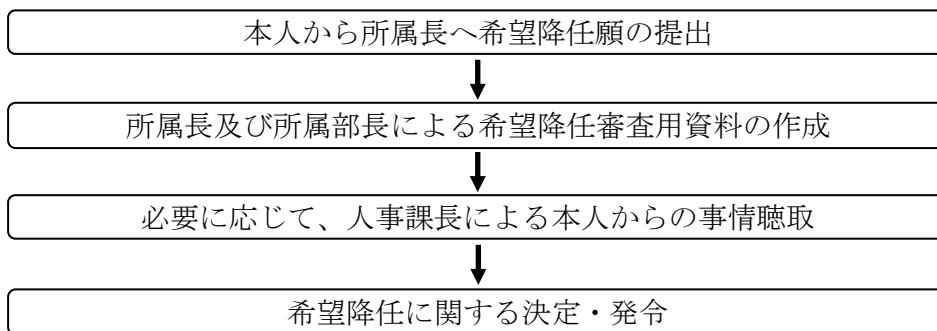 本人から所属長へ希望降任願の提出
所属長及び所属部長による希望降任審査用資料の作成
必要に応じて、人事課長による本人からの事情聴取
希望降任に関する決定・発令